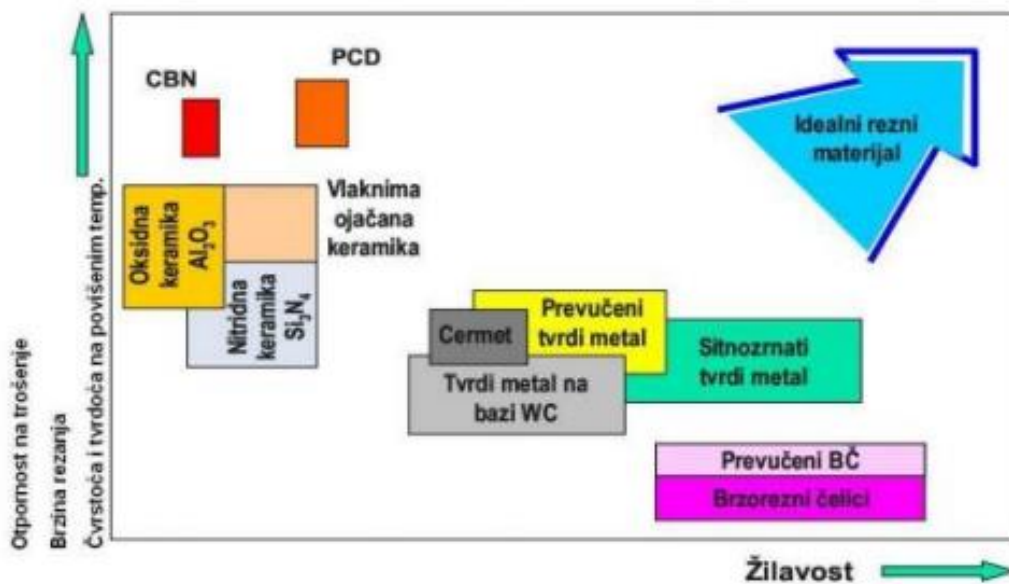 CBN
PCD
Idealni rezni
materijal
Vlaknima
ojačana
keramika
Oksidna
keramika
Al₂O₃
Nitridna
keramika
Si₃N₄
Prevučeni
tvrdi metal
Cermet
Sitnozrnati
tvrdi metal
Tvrdi metal na
bazi WC
Prevučeni BČ
Brzorezni čelici
Otpornost na trošenje
Brzina rezanja
Čvrstoća i tvrdoća na povišenim temp.
Žilavost